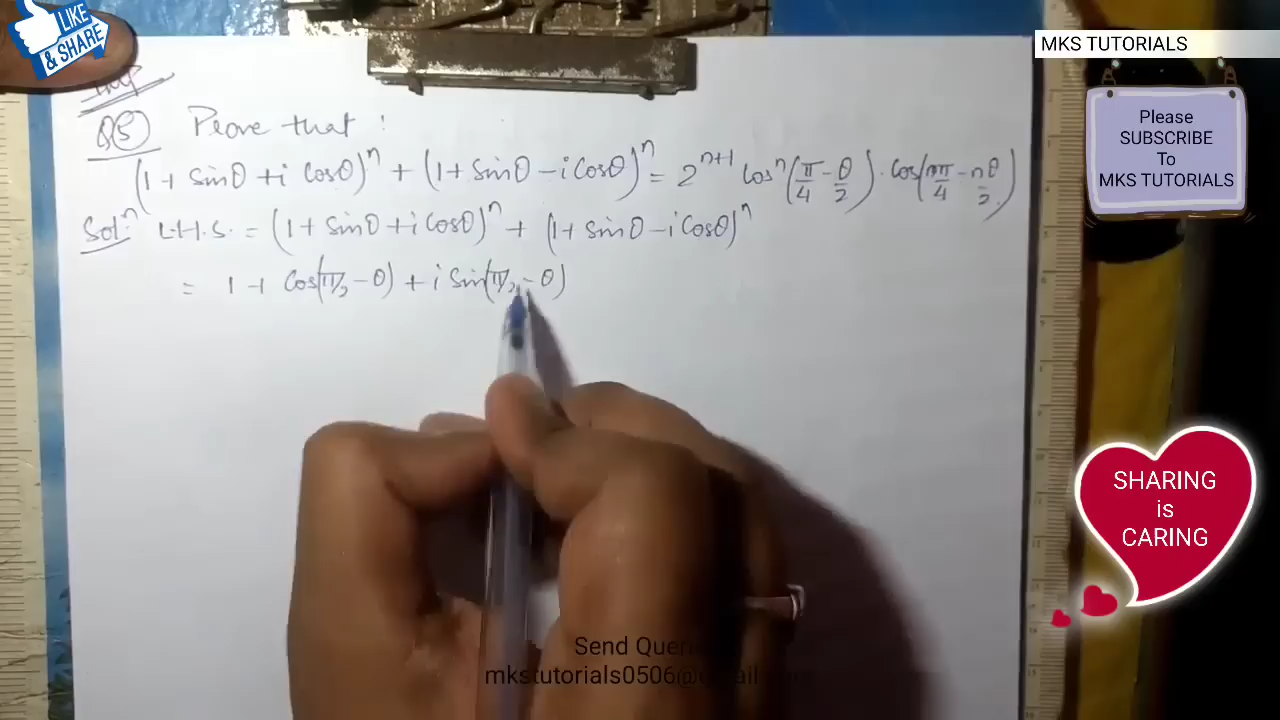 LIKE
& SHARE
MKS TUTORIALS
Please
SUBSCRIBE
To
MKS TUTORIALS
Imp
Q5 Prove that :
(1 + Sinθ + i Cosθ)ⁿ + (1 + Sinθ - i Cosθ)ⁿ = 2ⁿ⁺¹ Cosⁿ(π/4 - θ/2) · Cos(nπ/4 - nθ/2)
Solⁿ: L.H.S. = (1 + Sinθ + i Cosθ)ⁿ + (1 + Sinθ - i Cosθ)ⁿ
= 1 + Cos(π/2 - θ) + i Sin(π/2 - θ)
SHARING
is
CARING
Send
mkstutorials0506@